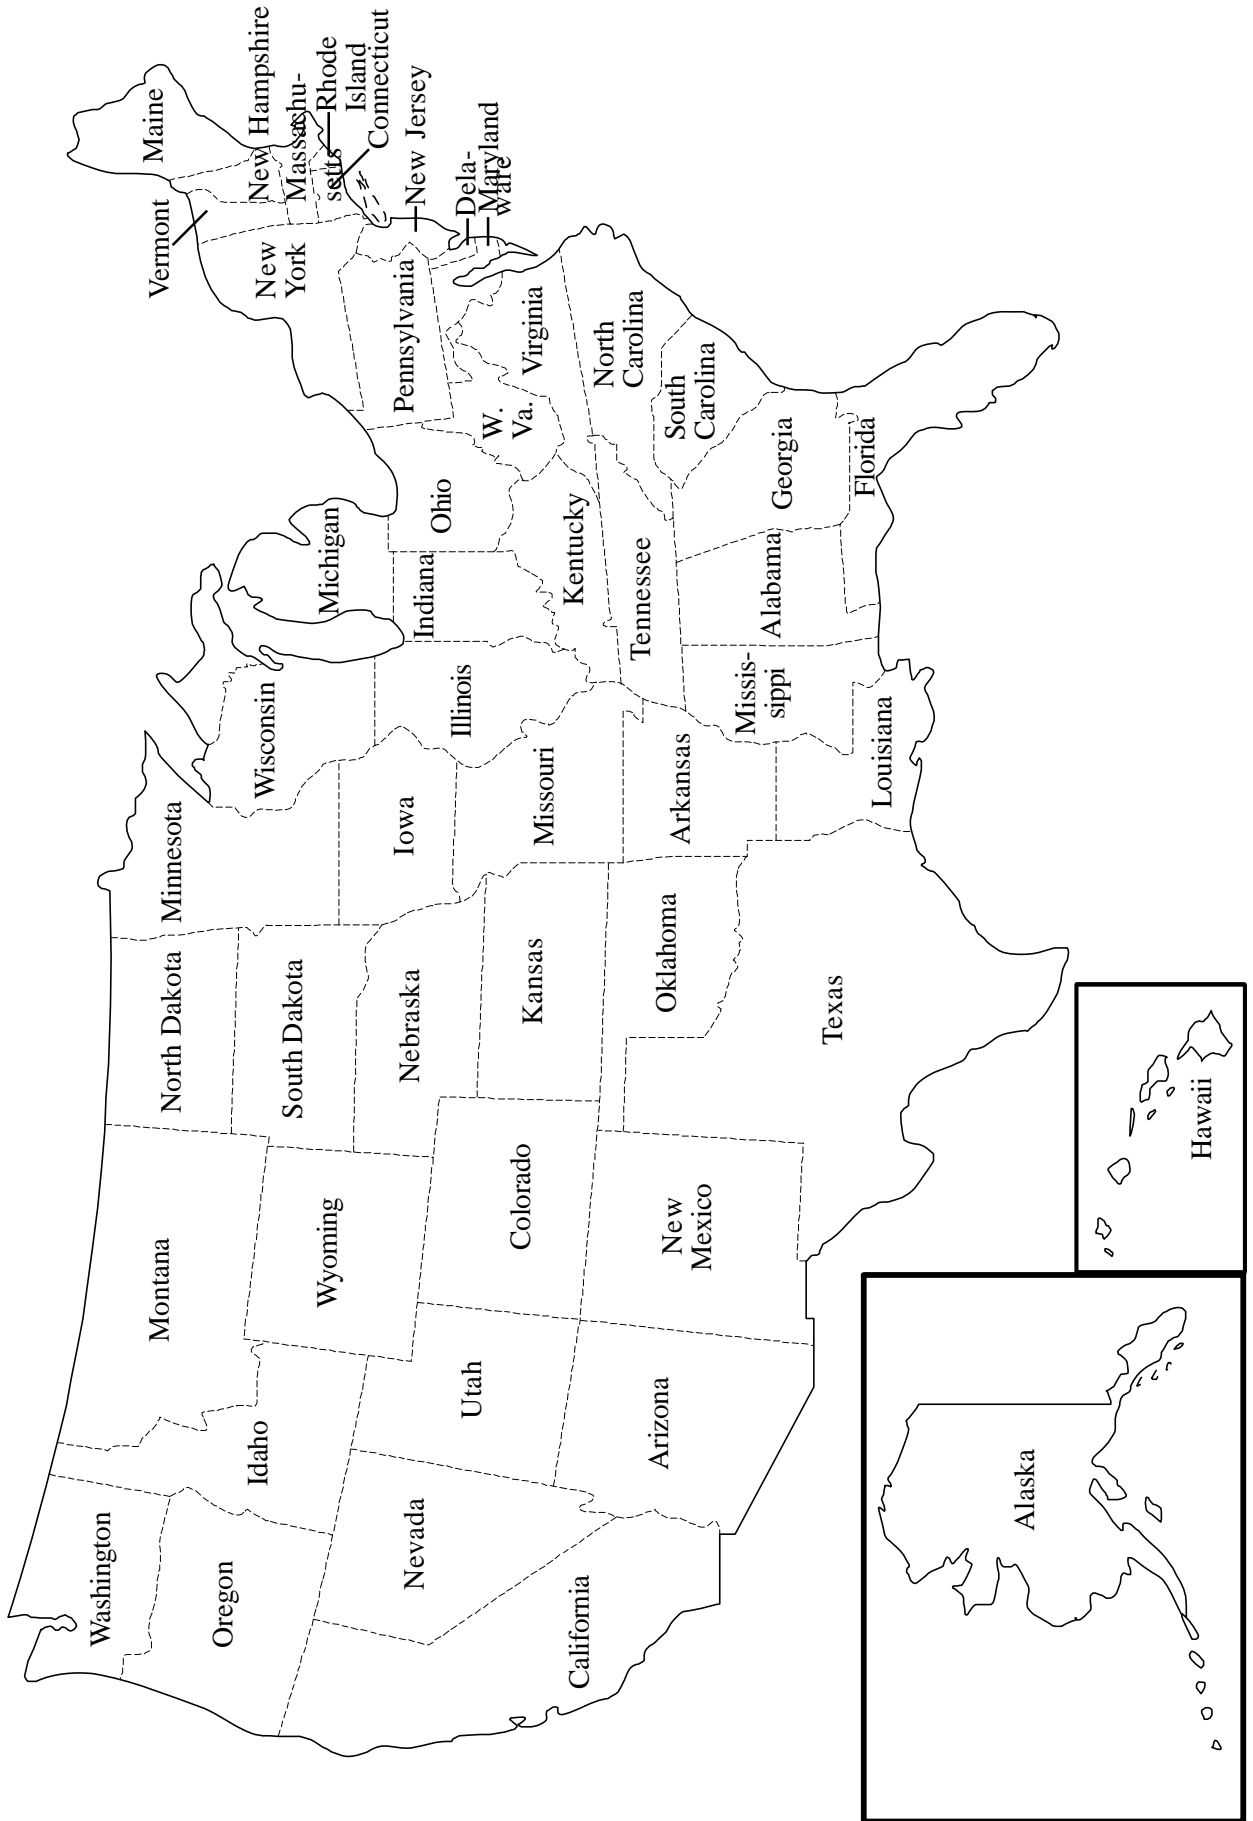 Washington
Oregon
California
Nevada
Idaho
Montana
Wyoming
Utah
Arizona
Colorado
New
Mexico
North Dakota
South Dakota
Nebraska
Kansas
Oklahoma
Texas
Minnesota
Iowa
Missouri
Arkansas
Louisiana
Wisconsin
Illinois
Missis-
sippi
Michigan
Indiana
Kentucky
Tennessee
Alabama
Ohio
Georgia
Florida
W.
Va.
Virginia
North
Carolina
South
Carolina
Pennsylvania
New
York
Vermont
Maine
New Hampshire
Massachu-
setts
Rhode
Island
Connecticut
New Jersey
Dela-
ware
Maryland
Alaska
Hawaii